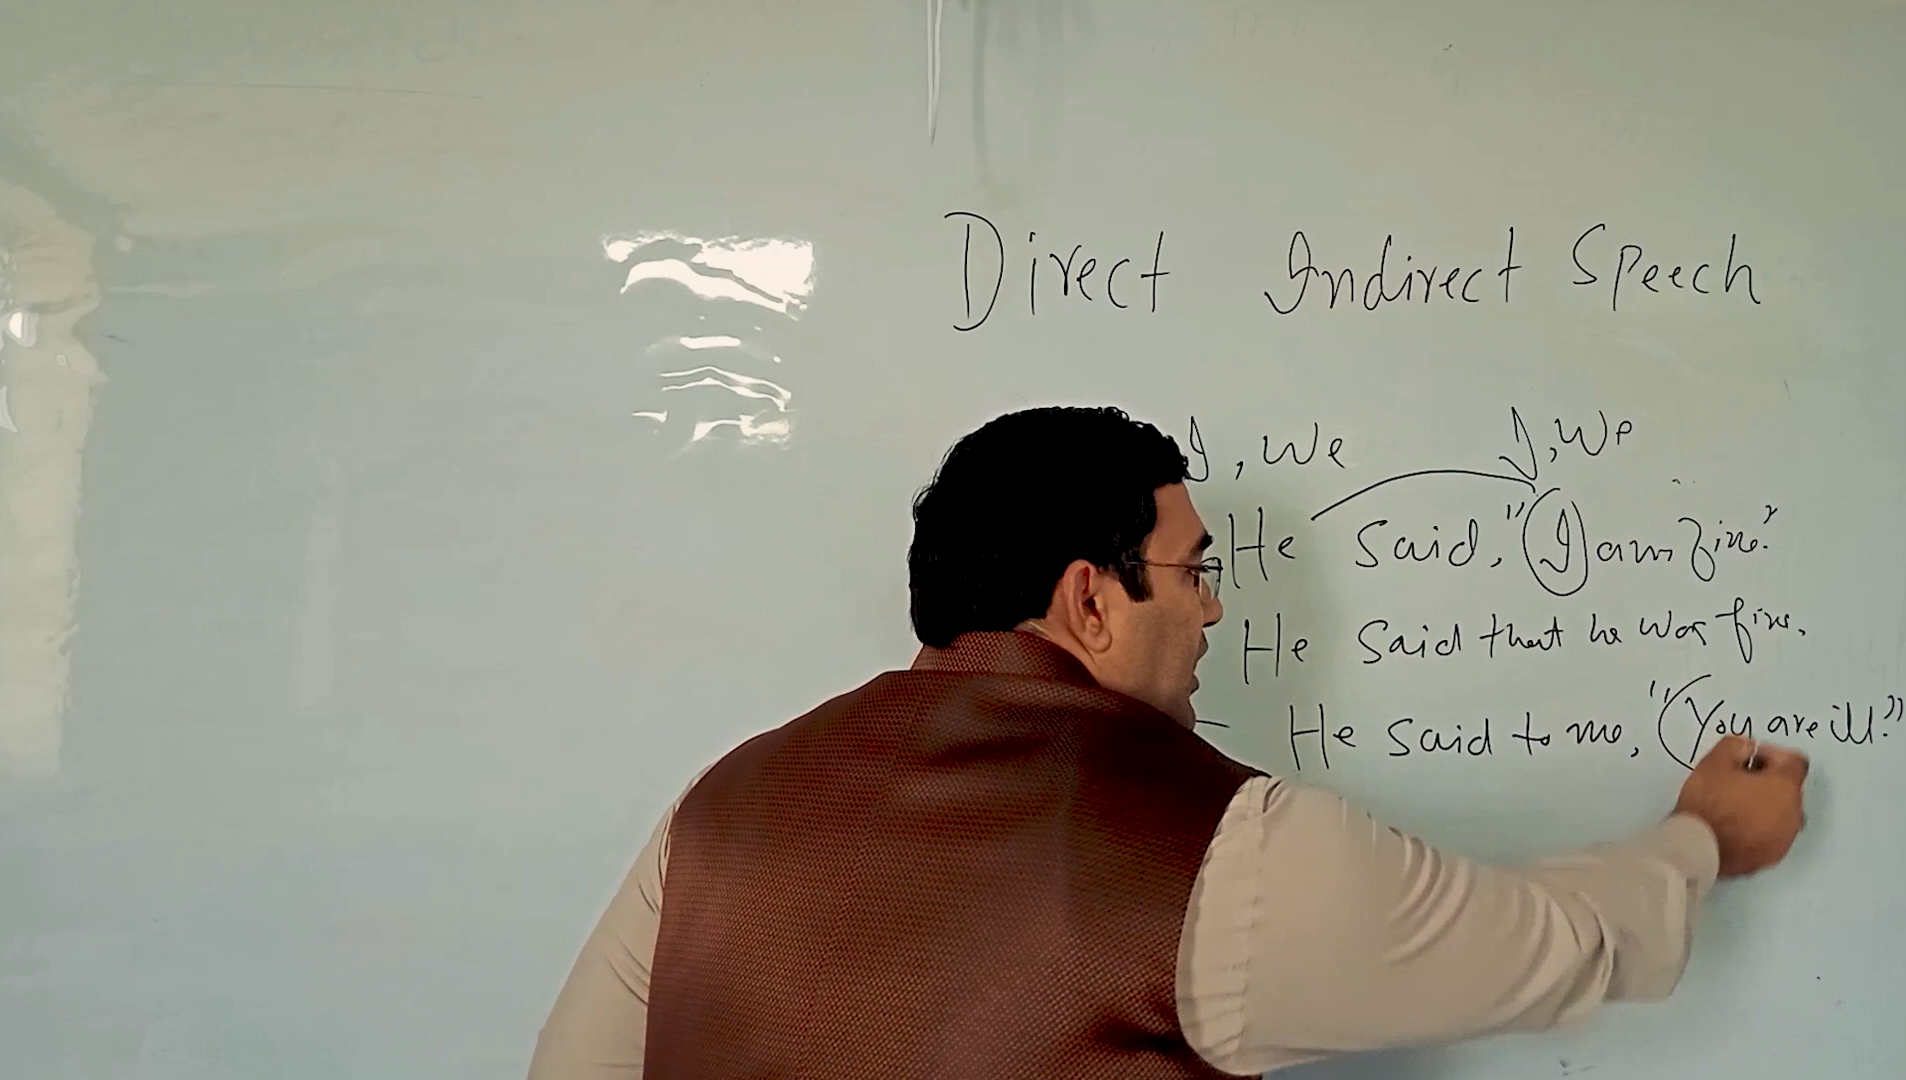 Direct Indirect Speech
I, We I, We
He said, "I am fine."
He said that he was fine.
He said to me, "You are ill."